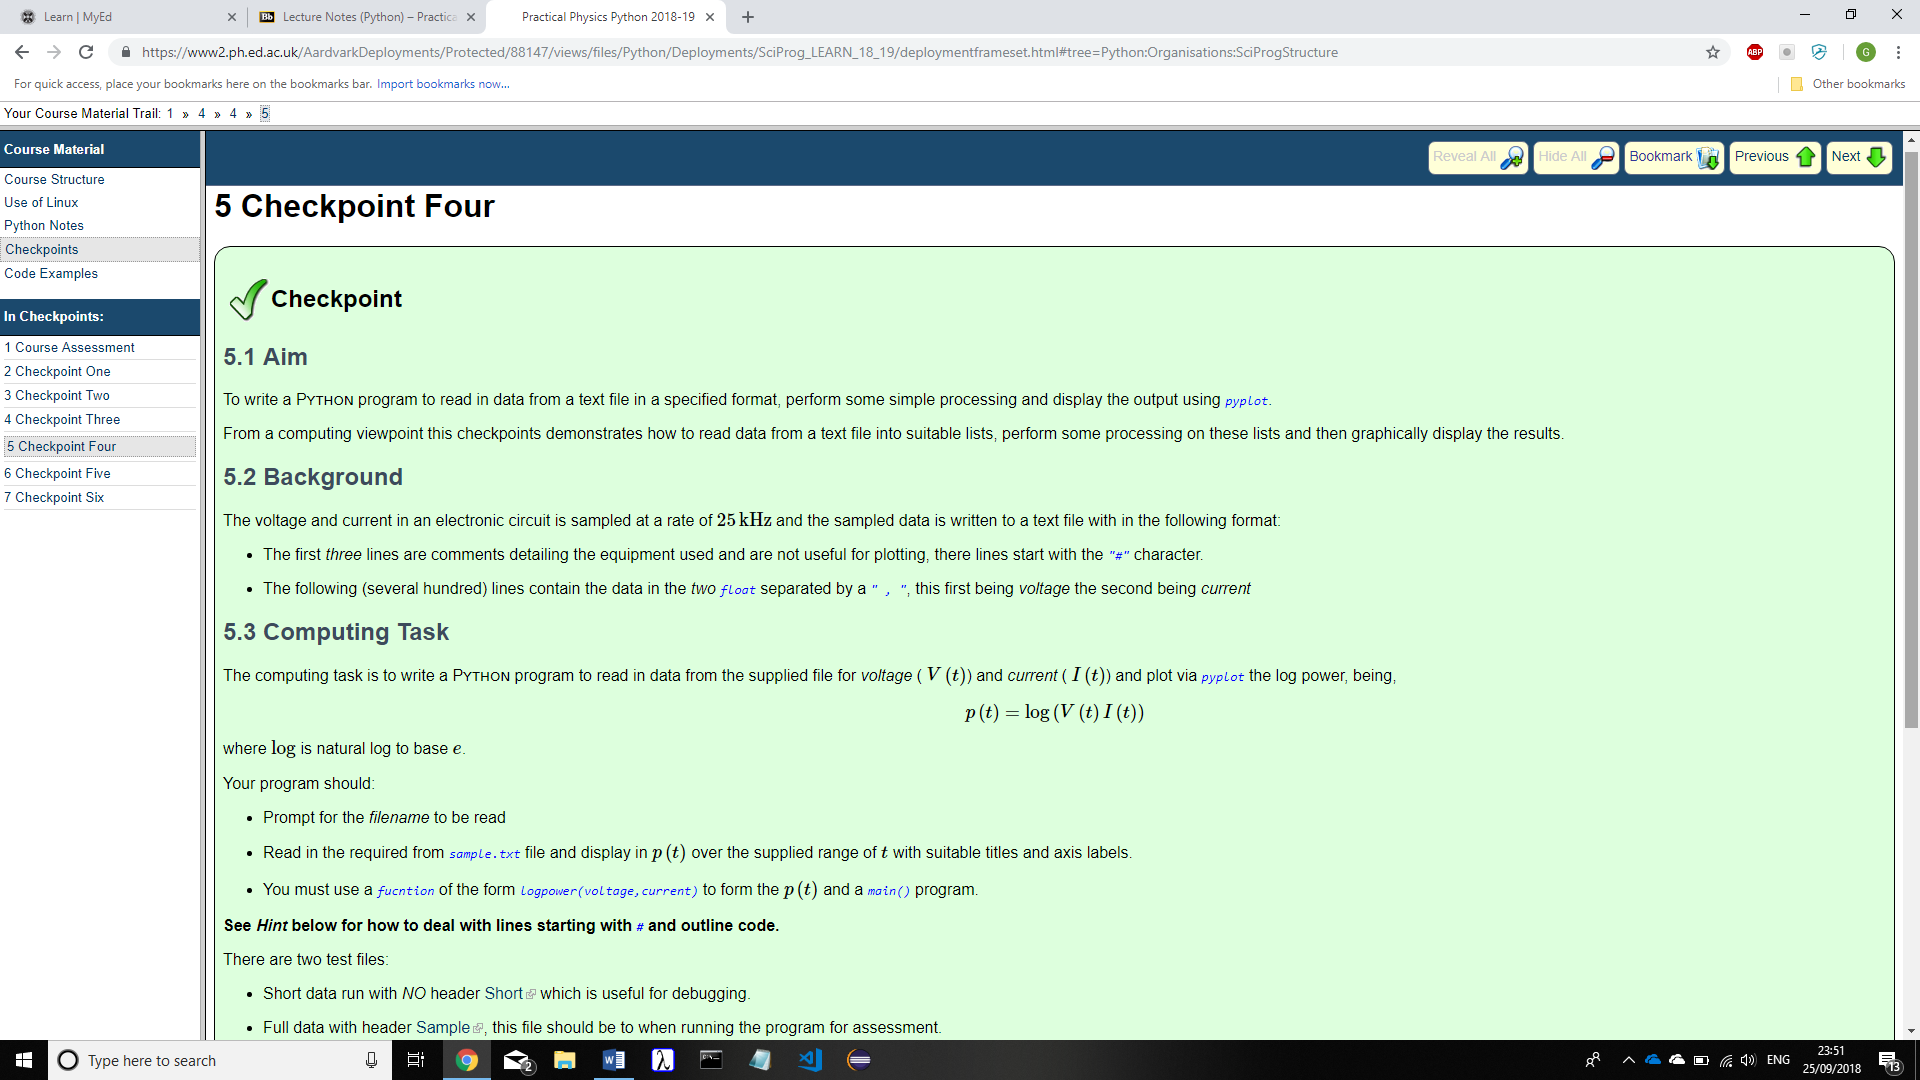 Learn | MyEd
Bb Lecture Notes (Python) – Practica
Practical Physics Python 2018-19
https://www2.ph.ed.ac.uk/AardvarkDeployments/Protected/88147/views/files/Python/Deployments/SciProg_LEARN_18_19/deploymentframeset.html#tree=Python:Organisations:SciProgStructure
ABP
G
For quick access, place your bookmarks here on the bookmarks bar. Import bookmarks now...
Other bookmarks
Your Course Material Trail: 1 » 4 » 4 » 5
Course Material
Course Structure
Use of Linux
Python Notes
Checkpoints
Code Examples
In Checkpoints:
1 Course Assessment
2 Checkpoint One
3 Checkpoint Two
4 Checkpoint Three
5 Checkpoint Four
6 Checkpoint Five
7 Checkpoint Six
Reveal All
Hide All
Bookmark
Previous
Next
5 Checkpoint Four
Checkpoint
5.1 Aim
To write a PYTHON program to read in data from a text file in a specified format, perform some simple processing and display the output using pyplot.
From a computing viewpoint this checkpoints demonstrates how to read data from a text file into suitable lists, perform some processing on these lists and then graphically display the results.
5.2 Background
The voltage and current in an electronic circuit is sampled at a rate of 25 kHz and the sampled data is written to a text file with in the following format:
• The first three lines are comments detailing the equipment used and are not useful for plotting, there lines start with the "#" character.
• The following (several hundred) lines contain the data in the two float separated by a " , ", this first being voltage the second being current
5.3 Computing Task
The computing task is to write a PYTHON program to read in data from the supplied file for voltage ( V (t)) and current ( I (t)) and plot via pyplot the log power, being,
p (t) = log (V (t) I (t))
where log is natural log to base e.
Your program should:
• Prompt for the filename to be read
• Read in the required from sample.txt file and display in p (t) over the supplied range of t with suitable titles and axis labels.
• You must use a fucntion of the form logpower(voltage,current) to form the p (t) and a main() program.
See Hint below for how to deal with lines starting with # and outline code.
There are two test files:
• Short data run with NO header Short which is useful for debugging.
• Full data with header Sample , this file should be to when running the program for assessment.
Type here to search
2
ENG
23:51
25/09/2018
13